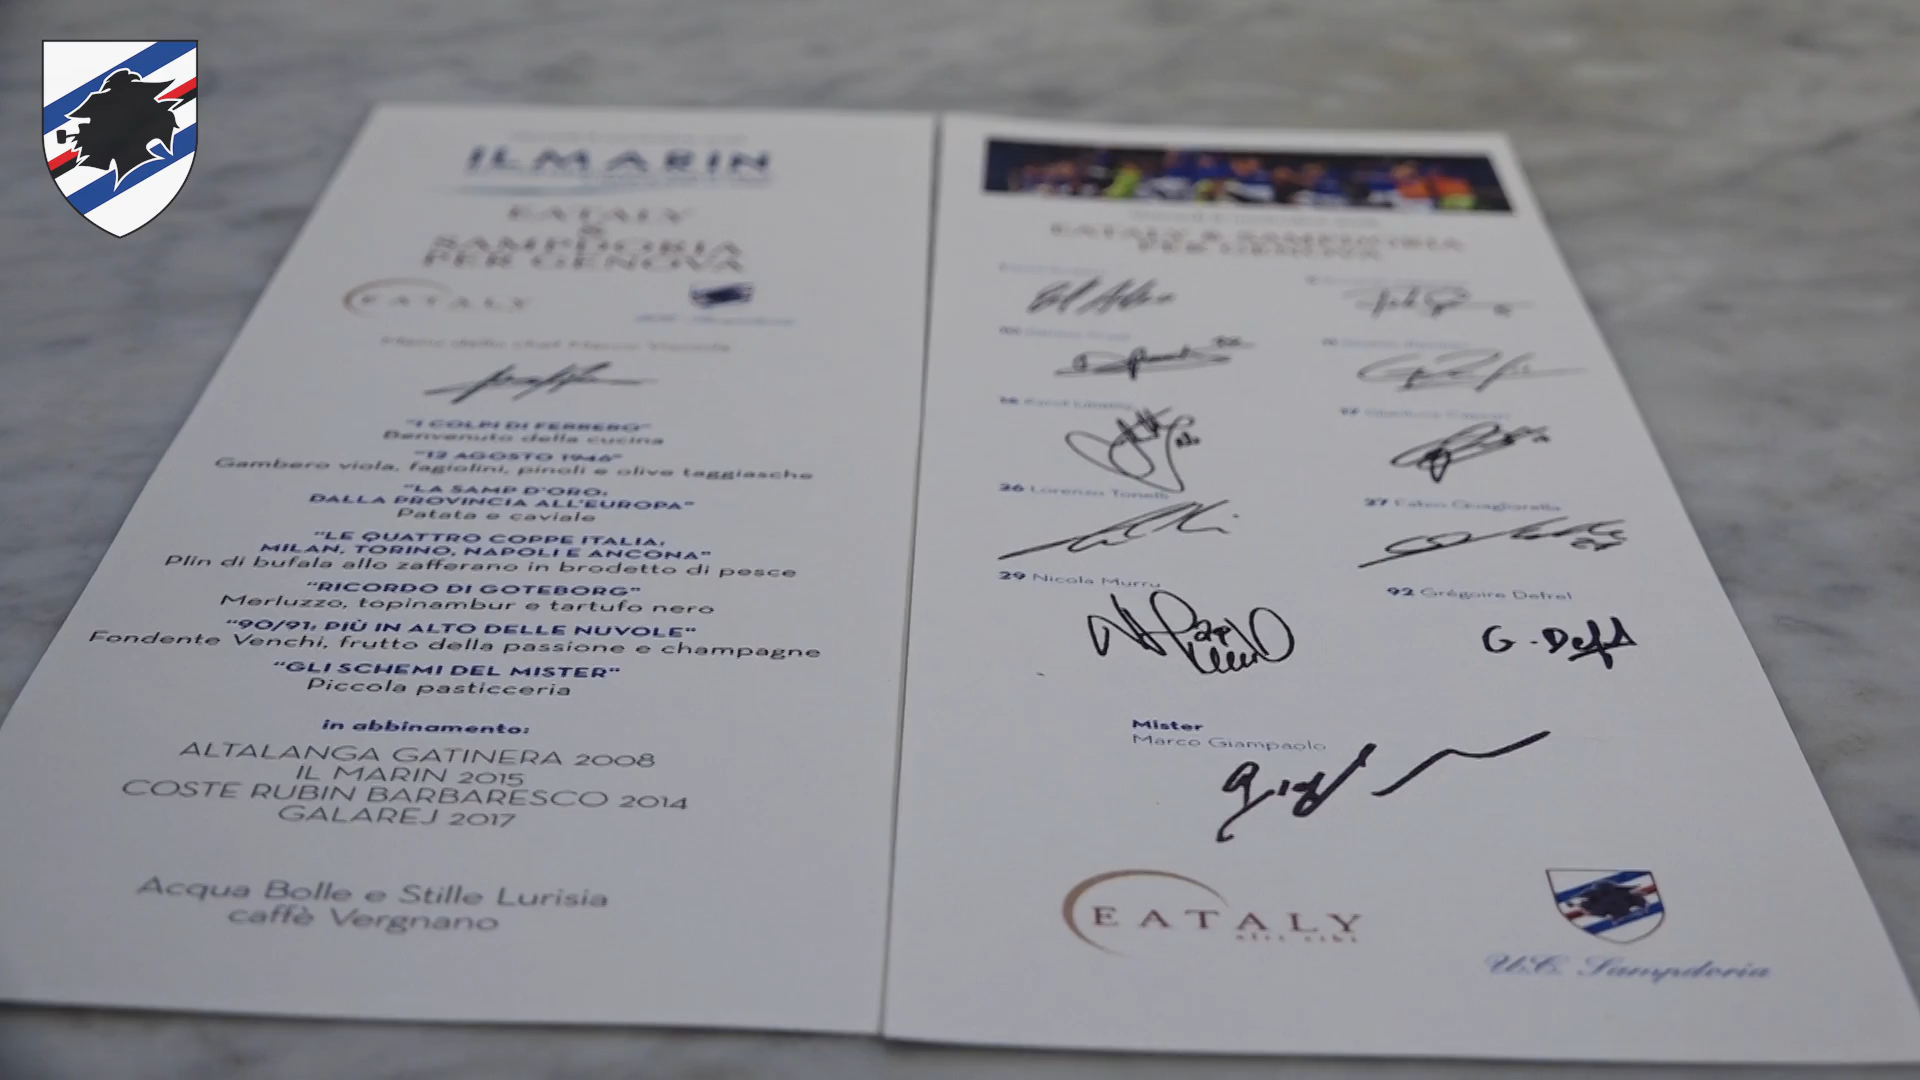 IL MARIN
EATALY
&
SAMPDORIA
PER GENOVA
EATALY
"I COLPI DI FERRERO"
Benvenuto della cucina
"12 AGOSTO 1946"
Gambero viola, fagiolini, pinoli e olive taggiasche
"LA SAMP D'ORO:
DALLA PROVINCIA ALL'EUROPA"
Patata e caviale
"LE QUATTRO COPPE ITALIA,
MILAN, TORINO, NAPOLI E ANCONA"
Plin di bufala allo zafferano in brodetto di pesce
"RICORDO DI GOTEBORG"
Merluzzo, topinambur e tartufo nero
"90/91: PIÙ IN ALTO DELLE NUVOLE"
Fondente Venchi, frutto della passione e champagne
"GLI SCHEMI DEL MISTER"
Piccola pasticceria
in abbinamento:
ALTALANGA GATINERA 2008
IL MARIN 2015
COSTE RUBIN BARBARESCO 2014
GALAREJ 2017
Acqua Bolle e Stille Lurisia
caffè Vergnano
EATALY & SAMPDORIA
PER GENOVA
26 Lorenzo Tonelli
27 Fabio Quagliarella
29 Nicola Murru
92 Grégoire Defrel
Mister
Marco Giampaolo
EATALY
U.C. Sampdoria